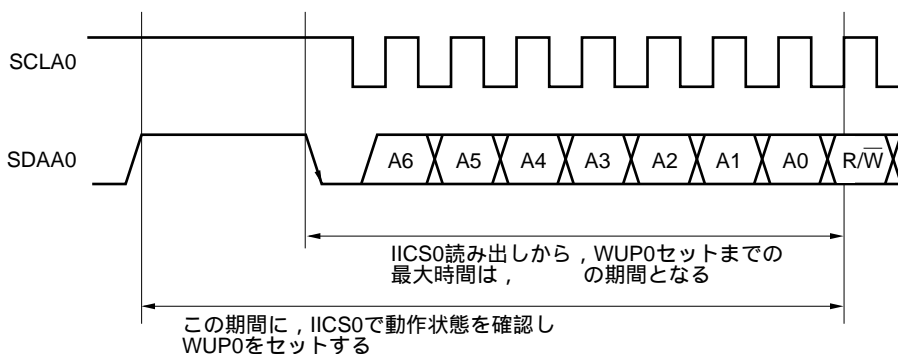 SCLA0
SDAA0
A6 A5 A4 A3 A2 A1 A0 R/W̅
IICS0読み出しから，WUP0セットまでの
最大時間は，　　　の期間となる
この期間に，IICS0で動作状態を確認し
WUP0をセットする